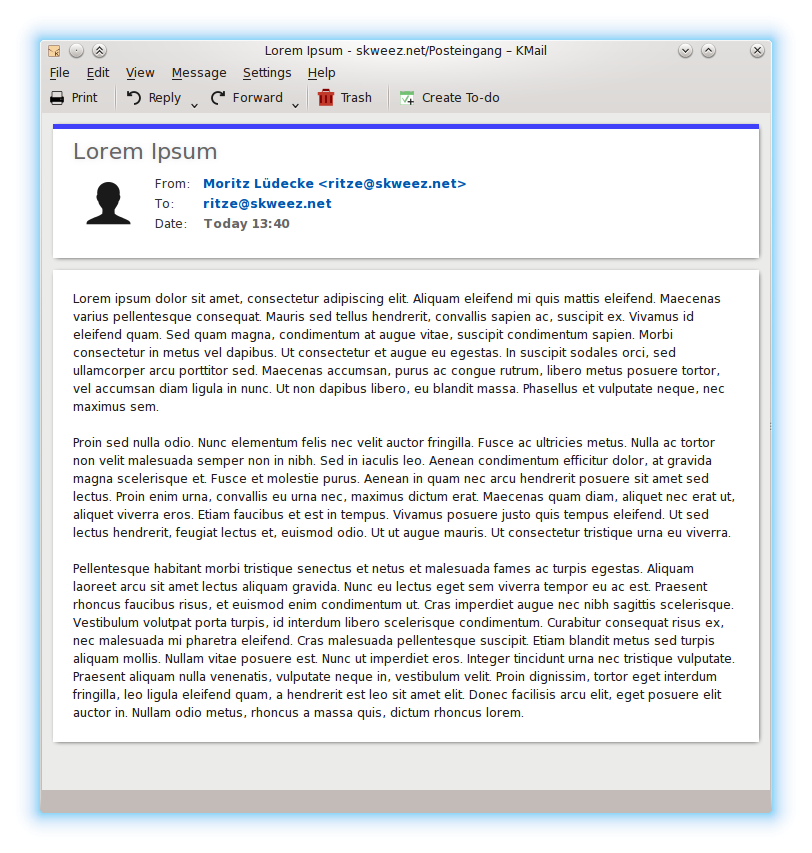 Lorem Ipsum - skweez.net/Posteingang – KMail
File Edit View Message Settings Help
Print Reply Forward Trash Create To-do
Lorem Ipsum
From: Moritz Lüdecke <ritze@skweez.net>
To: ritze@skweez.net
Date: Today 13:40
Lorem ipsum dolor sit amet, consectetur adipiscing elit. Aliquam eleifend mi quis mattis eleifend. Maecenas
varius pellentesque consequat. Mauris sed tellus hendrerit, convallis sapien ac, suscipit ex. Vivamus id
eleifend quam. Sed quam magna, condimentum at augue vitae, suscipit condimentum sapien. Morbi
consectetur in metus vel dapibus. Ut consectetur et augue eu egestas. In suscipit sodales orci, sed
ullamcorper arcu porttitor sed. Maecenas accumsan, purus ac congue rutrum, libero metus posuere tortor,
vel accumsan diam ligula in nunc. Ut non dapibus libero, eu blandit massa. Phasellus et vulputate neque, nec
maximus sem.
Proin sed nulla odio. Nunc elementum felis nec velit auctor fringilla. Fusce ac ultricies metus. Nulla ac tortor
non velit malesuada semper non in nibh. Sed in iaculis leo. Aenean condimentum efficitur dolor, at gravida
magna scelerisque et. Fusce et molestie purus. Aenean in quam nec arcu hendrerit posuere sit amet sed
lectus. Proin enim urna, convallis eu urna nec, maximus dictum erat. Maecenas quam diam, aliquet nec erat ut,
aliquet viverra eros. Etiam faucibus et est in tempus. Vivamus posuere justo quis tempus eleifend. Ut sed
lectus hendrerit, feugiat lectus et, euismod odio. Ut ut augue mauris. Ut consectetur tristique urna eu viverra.
Pellentesque habitant morbi tristique senectus et netus et malesuada fames ac turpis egestas. Aliquam
laoreet arcu sit amet lectus aliquam gravida. Nunc eu lectus eget sem viverra tempor eu ac est. Praesent
rhoncus faucibus risus, et euismod enim condimentum ut. Cras imperdiet augue nec nibh sagittis scelerisque.
Vestibulum volutpat porta turpis, id interdum libero scelerisque condimentum. Curabitur consequat risus ex,
nec malesuada mi pharetra eleifend. Cras malesuada pellentesque suscipit. Etiam blandit metus sed turpis
aliquam mollis. Nullam vitae posuere est. Nunc ut imperdiet eros. Integer tincidunt urna nec tristique vulputate.
Praesent aliquam nulla venenatis, vulputate neque in, vestibulum velit. Proin dignissim, tortor eget interdum
fringilla, leo ligula eleifend quam, a hendrerit est leo sit amet elit. Donec facilisis arcu elit, eget posuere elit
auctor in. Nullam odio metus, rhoncus a massa quis, dictum rhoncus lorem.